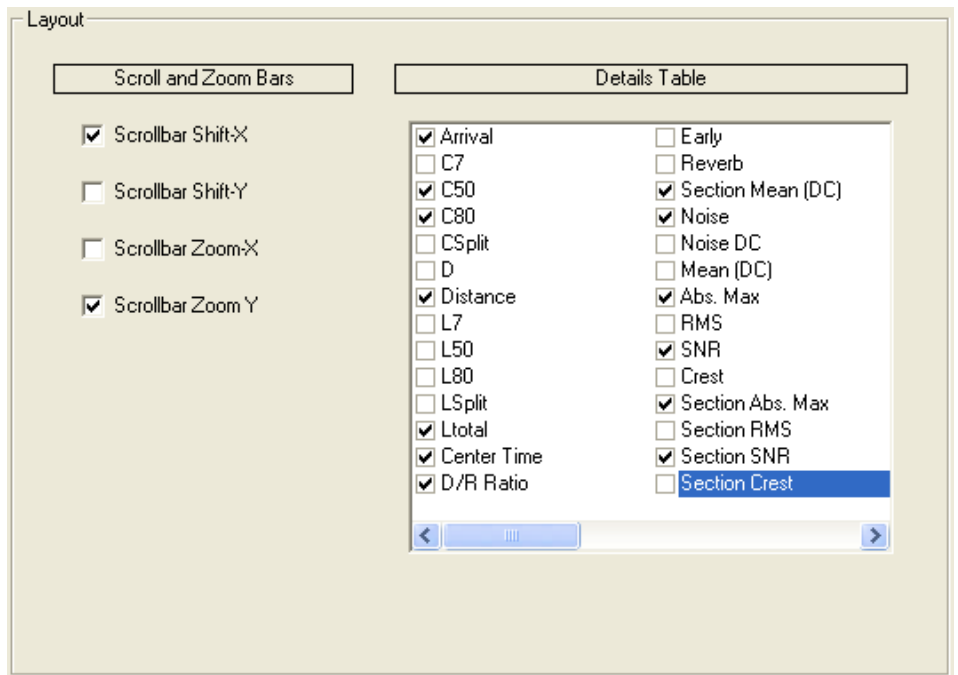 Layout
Scroll and Zoom Bars
Scrollbar Shift-X
Scrollbar Shift-Y
Scrollbar Zoom-X
Scrollbar Zoom Y
Details Table
Arrival
C7
C50
C80
CSplit
D
Distance
L7
L50
L80
LSplit
Ltotal
Center Time
D/R Ratio
Early
Reverb
Section Mean (DC)
Noise
Noise DC
Mean (DC)
Abs. Max
RMS
SNR
Crest
Section Abs. Max
Section RMS
Section SNR
Section Crest